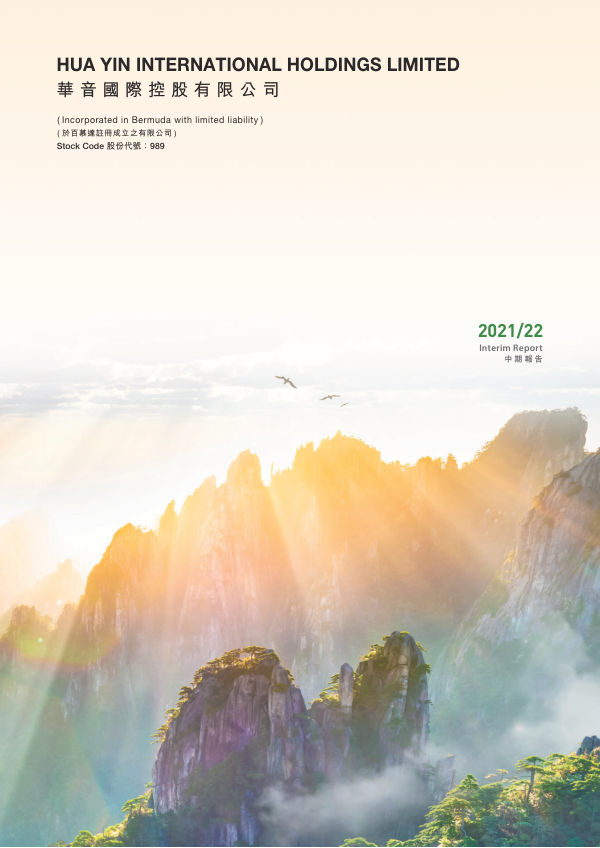 HUA YIN INTERNATIONAL HOLDINGS LIMITED
華音國際控股有限公司
(Incorporated in Bermuda with limited liability)
(於百慕達註冊成立之有限公司)
Stock Code 股份代號：989
2021/22
Interim Report
中期報告